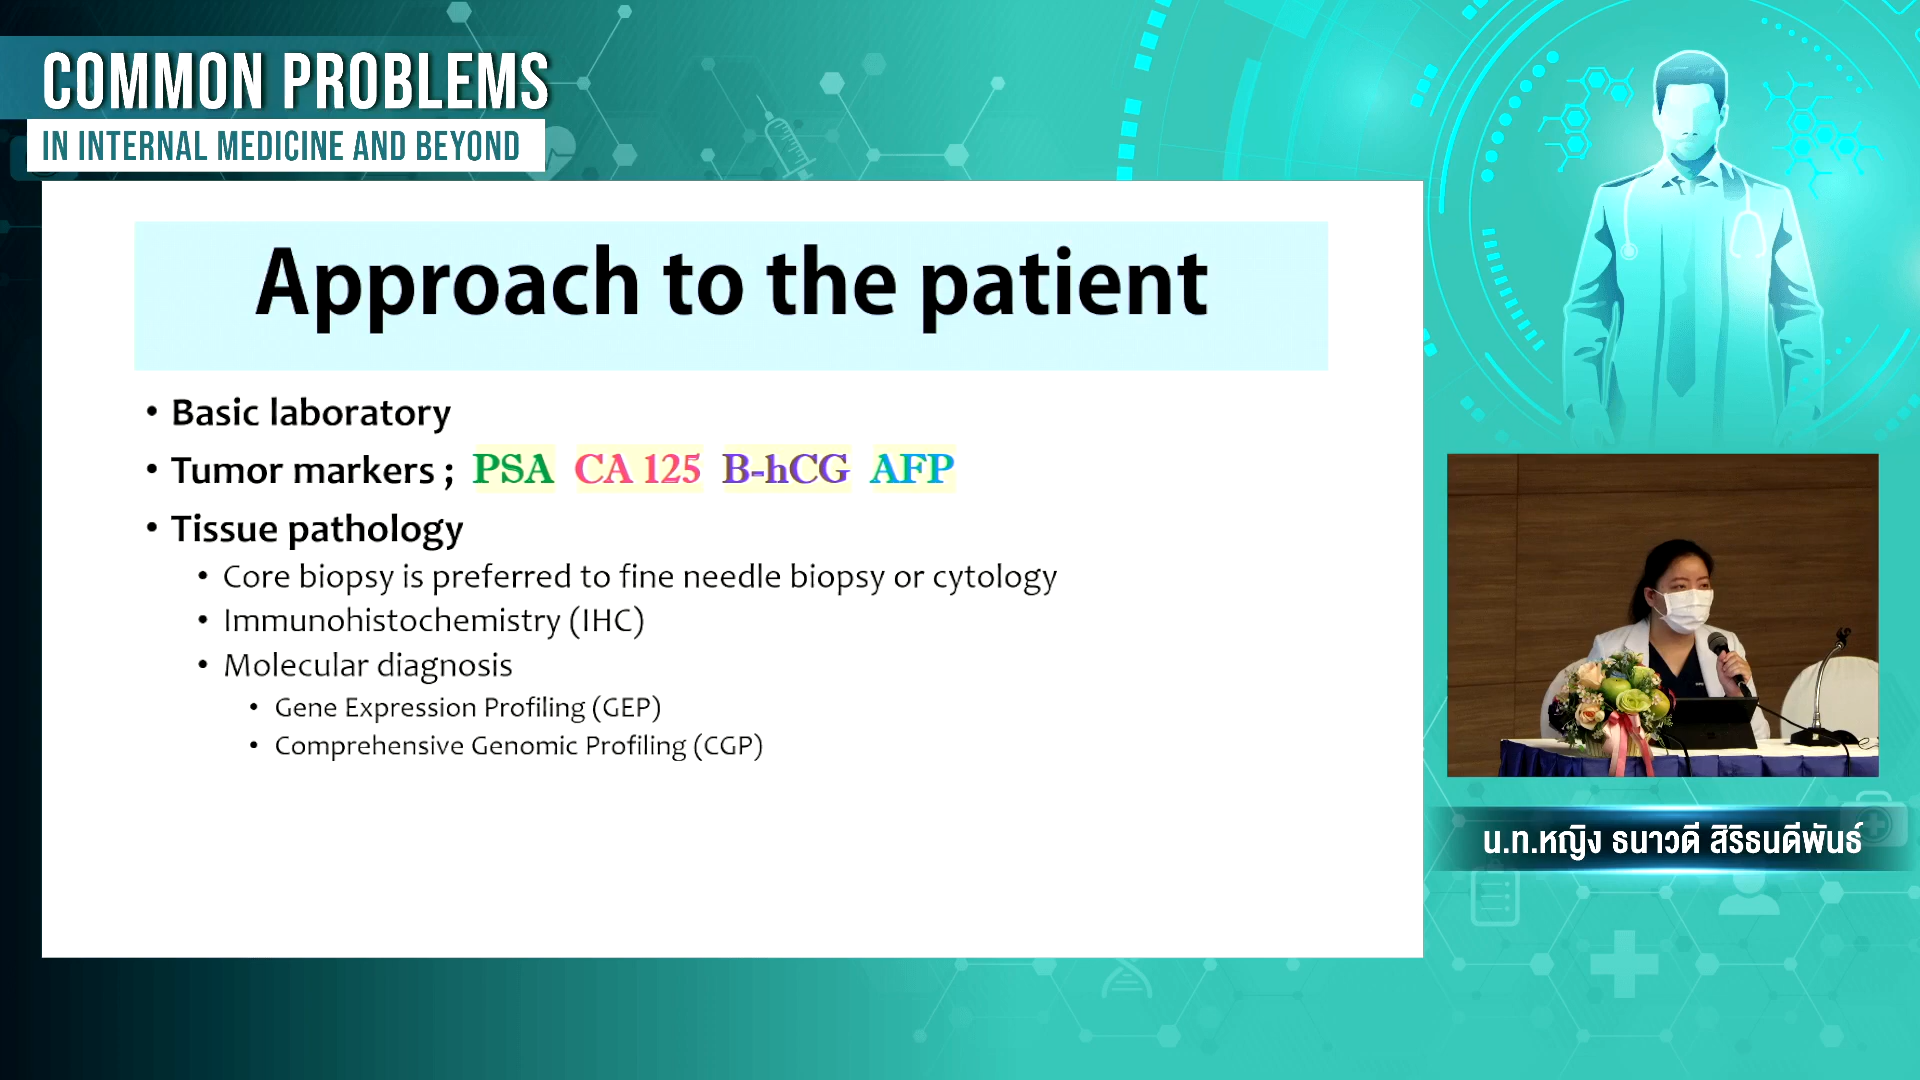 COMMON PROBLEMS
IN INTERNAL MEDICINE AND BEYOND
Approach to the patient
• Basic laboratory
• Tumor markers ; PSA CA 125 B-hCG AFP
• Tissue pathology
• Core biopsy is preferred to fine needle biopsy or cytology
• Immunohistochemistry (IHC)
• Molecular diagnosis
• Gene Expression Profiling (GEP)
• Comprehensive Genomic Profiling (CGP)
น.ท.หญิง ธนาวดี สิริธนดีพันธ์